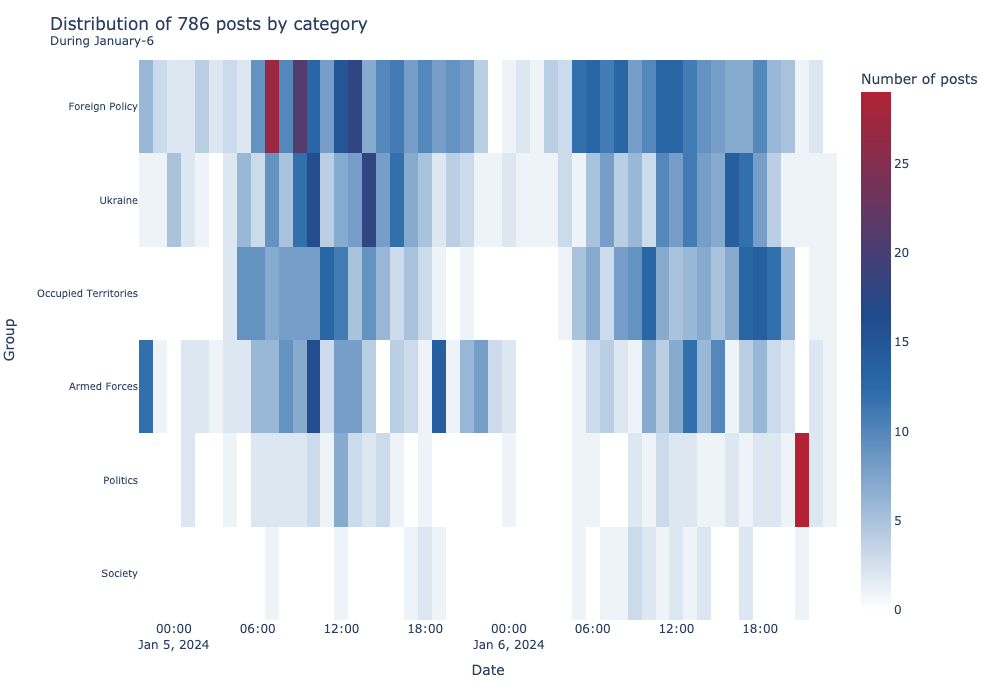 Distribution of 786 posts by category
During January-6
Number of posts
Foreign Policy
Ukraine
Occupied Territories
Armed Forces
Politics
Society
Group
25
20
15
10
5
0
00:00 06:00 12:00 18:00 00:00 06:00 12:00 18:00
Jan 5, 2024 Jan 6, 2024
Date